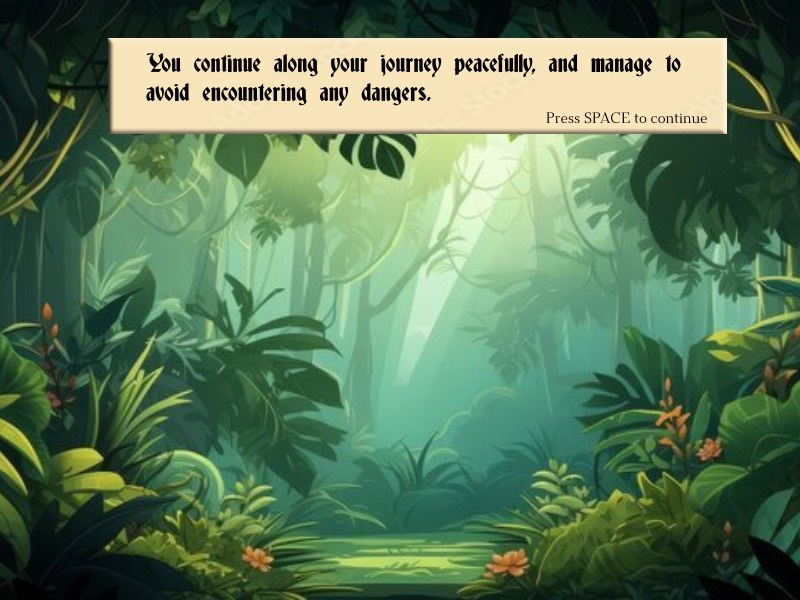 You continue along your journey peacefully, and manage to
avoid encountering any dangers.
Press SPACE to continue